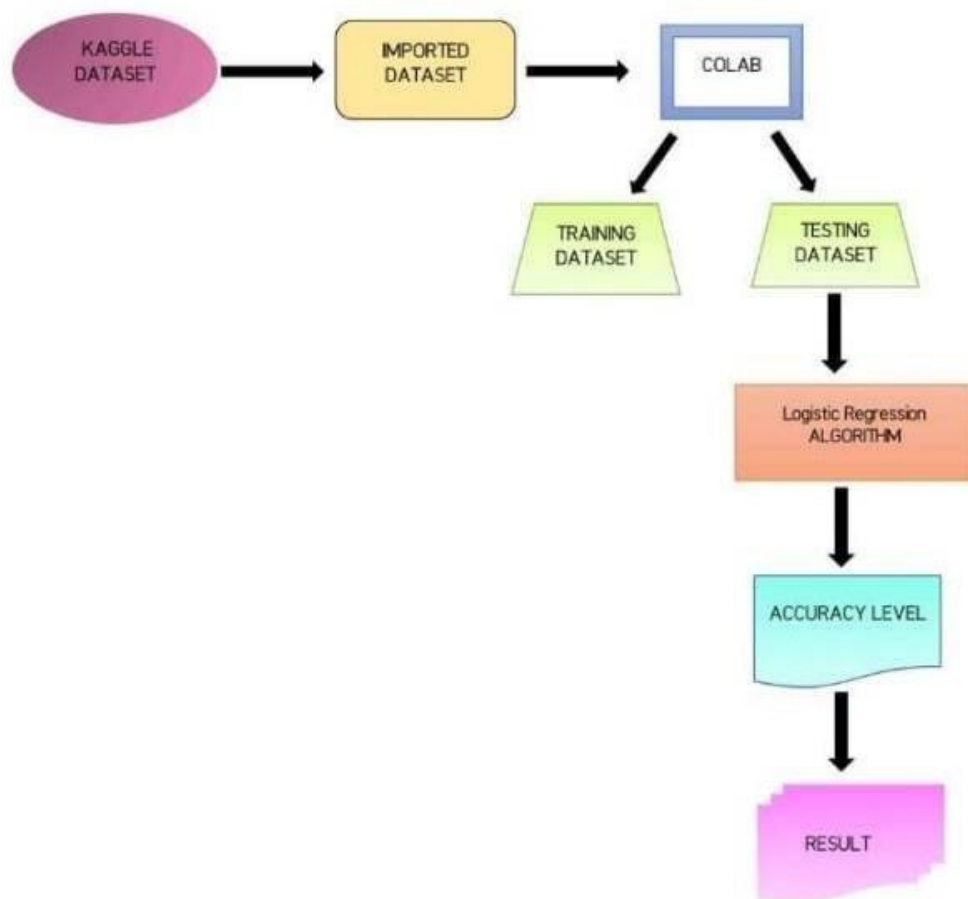 KAGGLE
DATASET
IMPORTED
DATASET
COLAB
TRAINING
DATASET
TESTING
DATASET
Logistic Regression
ALGORITHM
ACCURACY LEVEL
RESULT